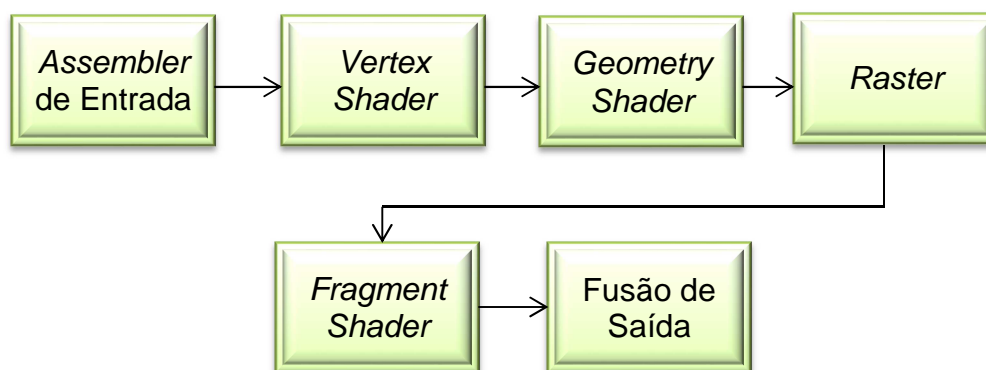 Assembler
de Entrada
Vertex
Shader
Geometry
Shader
Raster
Fragment
Shader
Fusão de
Saída